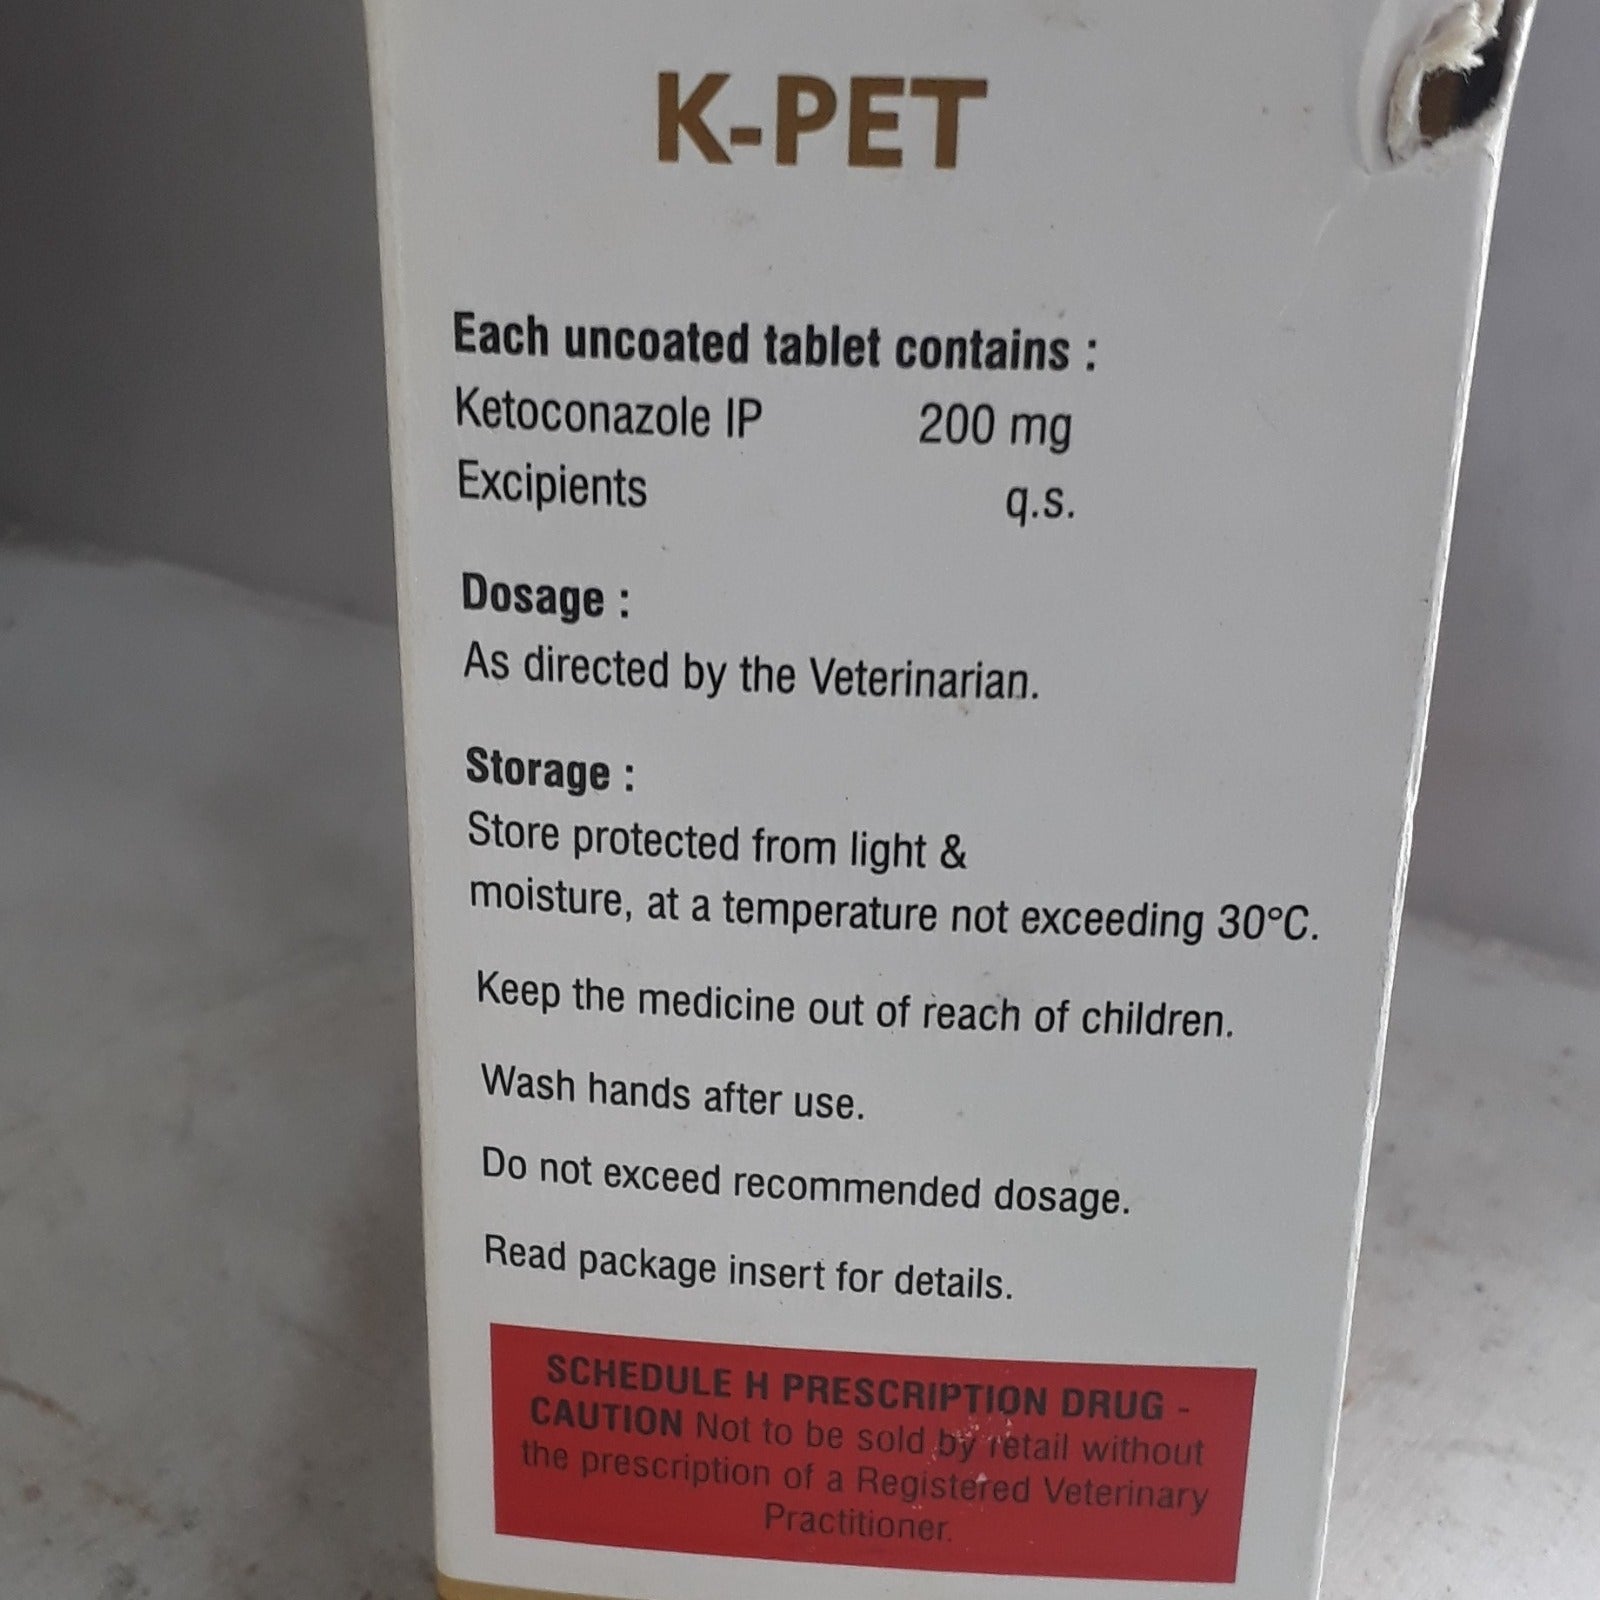 K-PET
Each uncoated tablet contains :
Ketoconazole IP 200 mg
Excipients q.s.
Dosage :
As directed by the Veterinarian.
Storage :
Store protected from light &
moisture, at a temperature not exceeding 30°C.
Keep the medicine out of reach of children.
Wash hands after use.
Do not exceed recommended dosage.
Read package insert for details.
SCHEDULE H PRESCRIPTION DRUG -
CAUTION Not to be sold by retail without
the prescription of a Registered Veterinary
Practitioner.